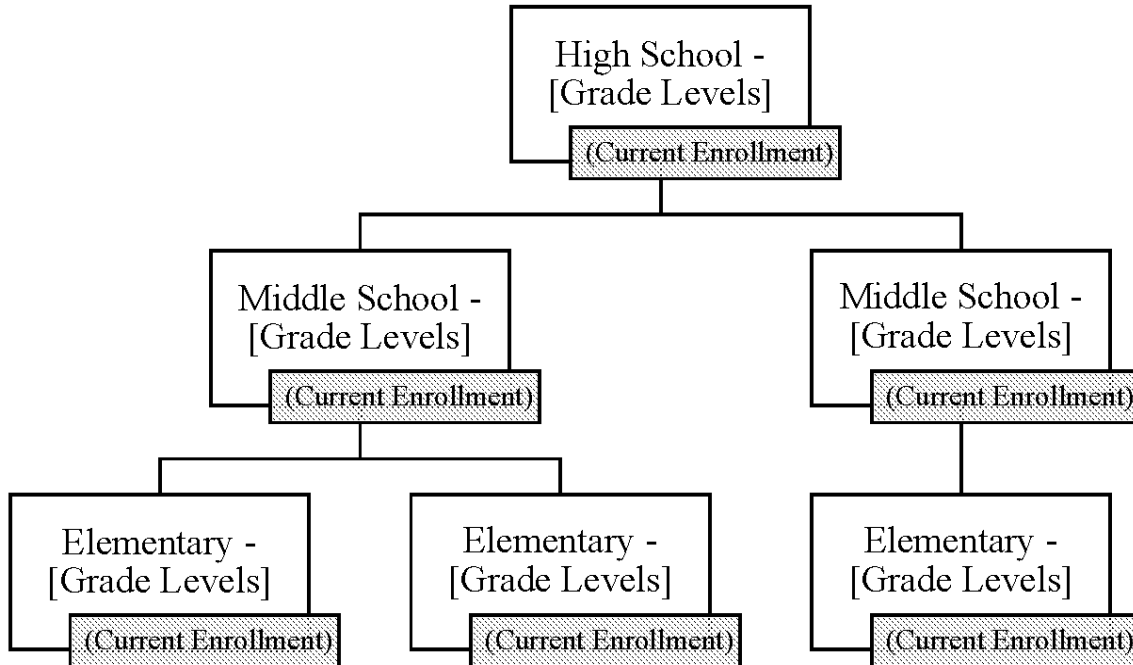 High School -
[Grade Levels]
(Current Enrollment)
Middle School -
[Grade Levels]
(Current Enrollment)
Middle School -
[Grade Levels]
(Current Enrollment)
Elementary -
[Grade Levels]
(Current Enrollment)
Elementary -
[Grade Levels]
(Current Enrollment)
Elementary -
[Grade Levels]
(Current Enrollment)